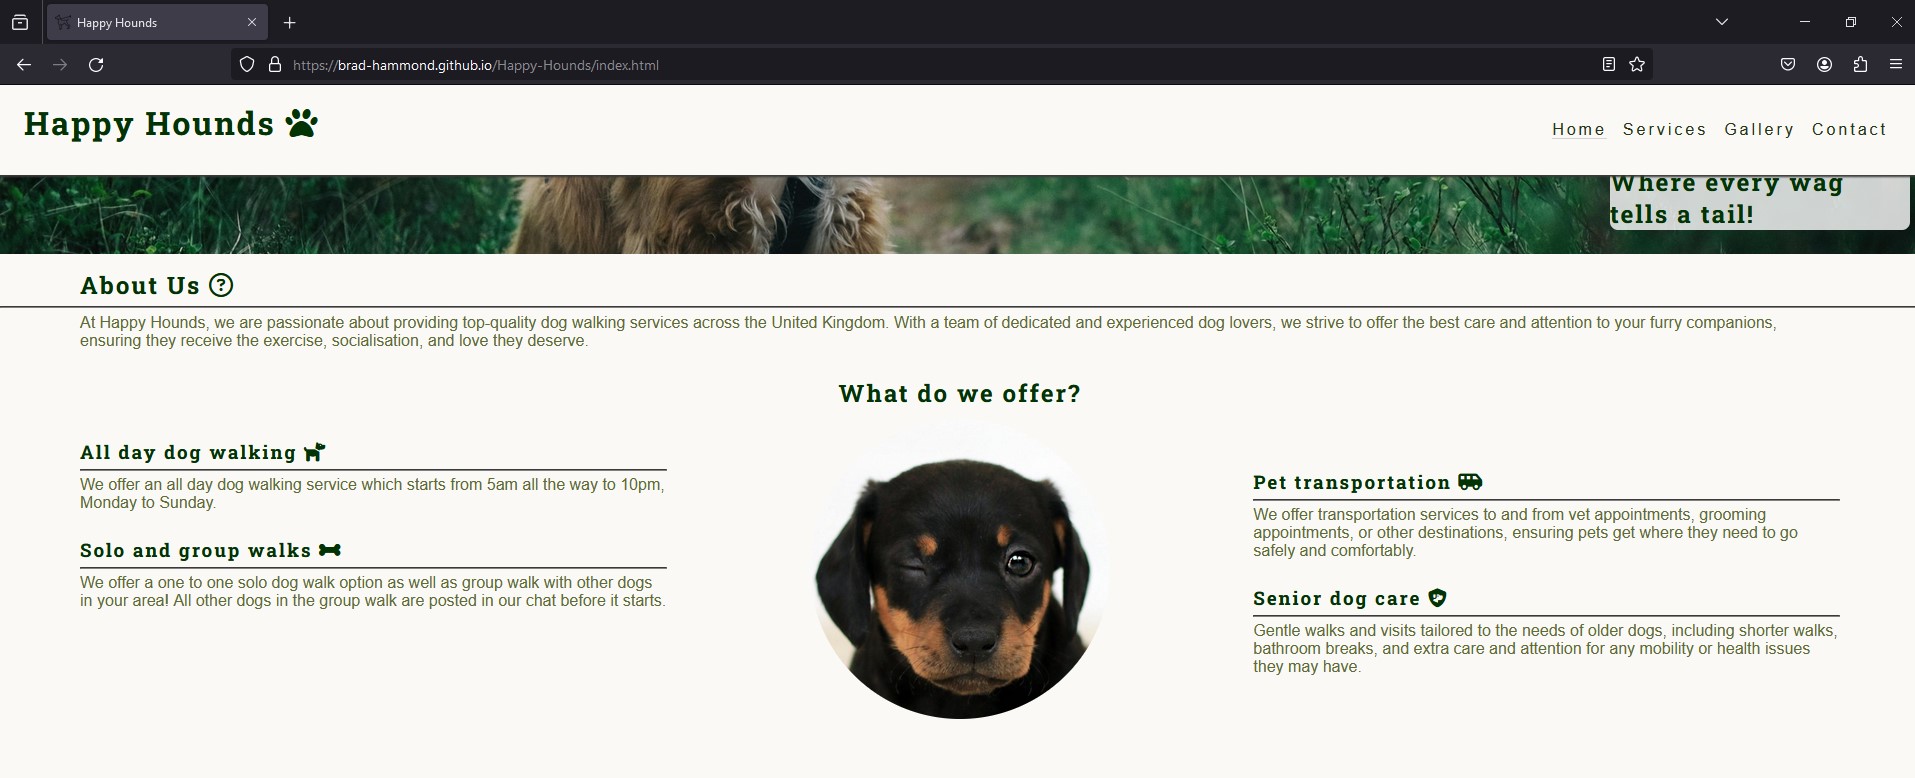 Happy Hounds
https://brad-hammond.github.io/Happy-Hounds/index.html
Happy Hounds
Home Services Gallery Contact
Where every wag
tells a tail!
About Us
At Happy Hounds, we are passionate about providing top-quality dog walking services across the United Kingdom. With a team of dedicated and experienced dog lovers, we strive to offer the best care and attention to your furry companions,
ensuring they receive the exercise, socialisation, and love they deserve.
What do we offer?
All day dog walking
We offer an all day dog walking service which starts from 5am all the way to 10pm,
Monday to Sunday.
Solo and group walks
We offer a one to one solo dog walk option as well as group walk with other dogs
in your area! All other dogs in the group walk are posted in our chat before it starts.
Pet transportation
We offer transportation services to and from vet appointments, grooming
appointments, or other destinations, ensuring pets get where they need to go
safely and comfortably.
Senior dog care
Gentle walks and visits tailored to the needs of older dogs, including shorter walks,
bathroom breaks, and extra care and attention for any mobility or health issues
they may have.